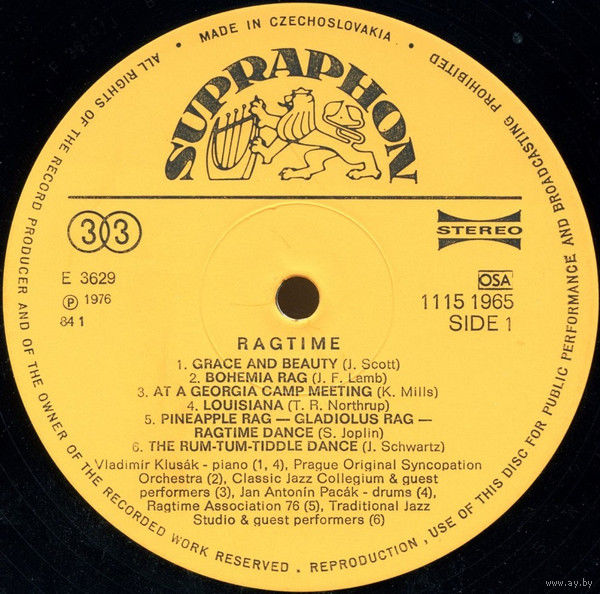 • MADE IN CZECHOSLOVAKIA •
ALL RIGHTS OF THE RECORD PRODUCER AND OF THE OWNER OF THE RECORDED WORK RESERVED . REPRODUCTION , USE OF THIS DISC FOR PUBLIC PERFORMANCE AND BROADCASTING PROHIBITED
SUPRAPHON
33
STEREO
E 3629
OSA
Ⓟ 1976
1115 1965
84 1
SIDE 1
RAGTIME
1. GRACE AND BEAUTY (J. Scott)
2. BOHEMIA RAG (J. F. Lamb)
3. AT A GEORGIA CAMP MEETING (K. Mills)
4. LOUISIANA (T. R. Northrup)
5. PINEAPPLE RAG — GLADIOLUS RAG —
RAGTIME DANCE (S. Joplin)
6. THE RUM-TUM-TIDDLE DANCE (J. Schwartz)
Vladimír Klusák - piano (1, 4), Prague Original Syncopation
Orchestra (2), Classic Jazz Collegium & guest
performers (3), Jan Antonín Pacák - drums (4),
Ragtime Association 76 (5), Traditional Jazz
Studio & guest performers (6)
www.ay.by